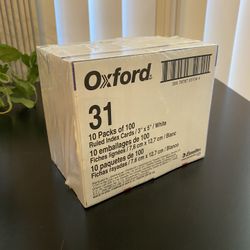 Oxford®
31
10 Packs of 100
Ruled Index Cards / 3" x 5" / White
10 emballages de 100
Fiches lignées / 7,6 cm x 12.7 cm / Blanc
10 paquetes de 100
Fichas rayadas / 7,6 cm x 12.7 cm / Blanco